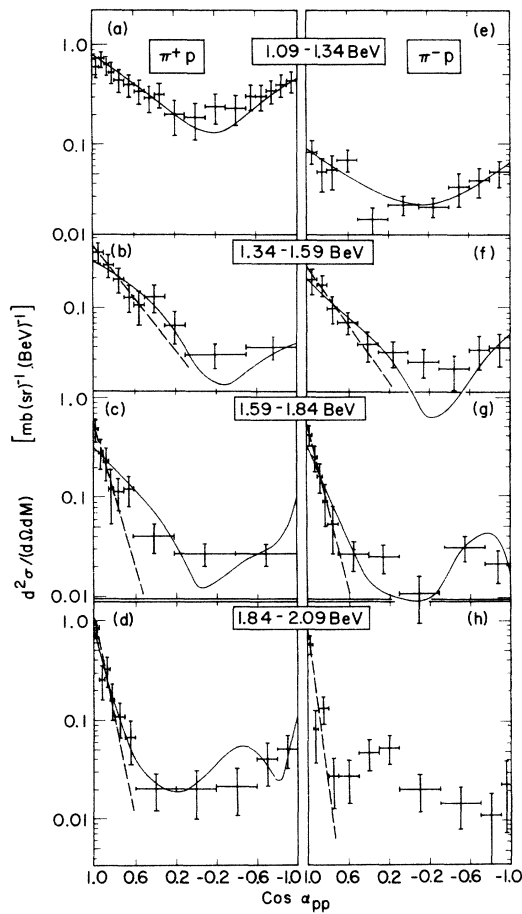 (a) π⁺p 1.09 - 1.34 BeV π⁻p (e)
1.0
0.1
0.01
(b) 1.34 - 1.59 BeV (f)
0.1
(c) 1.59 - 1.84 BeV (g)
1.0
0.1
0.01
(d) 1.84 - 2.09 BeV (h)
1.0
0.1
0.01
d²σ/(dΩdM) [mb(sr)⁻¹(BeV)⁻¹]
1.0 0.6 0.2 -0.2 -0.6 -1.0 0.6 0.2 -0.2 -0.6 -1.0
Cos αpp